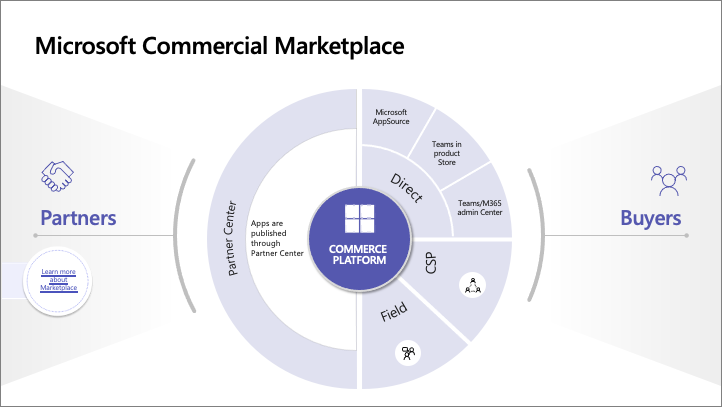 Microsoft Commercial Marketplace
Partners
Learn more
about
Marketplace
Partner Center
Apps are
published
through
Partner Center
COMMERCE
PLATFORM
Microsoft
AppSource
Teams in
product
Store
Teams/M365
admin Center
Direct
CSP
Field
Buyers